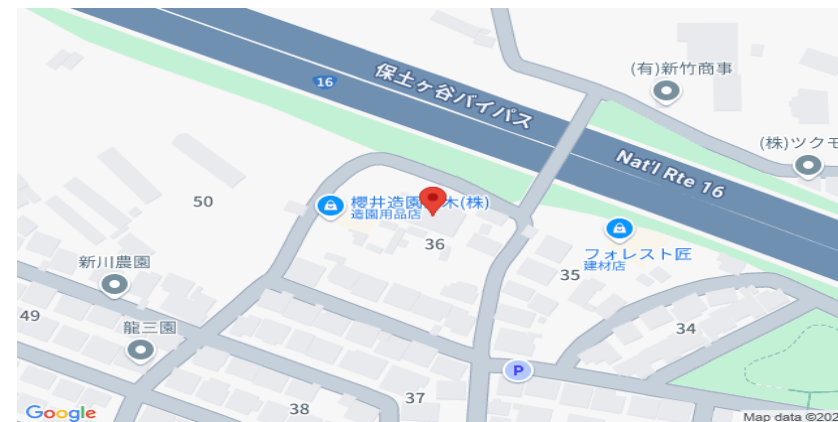 (有)新竹商事
保土ヶ谷バイパス
16
(株)ツクモ
Nat'l Rte 16
50
櫻井造園 木(株)
造園用品店
36
フォレスト匠
建材店
35
新川農園
49
龍三園
34
P
37
38
Google
Map data ©202